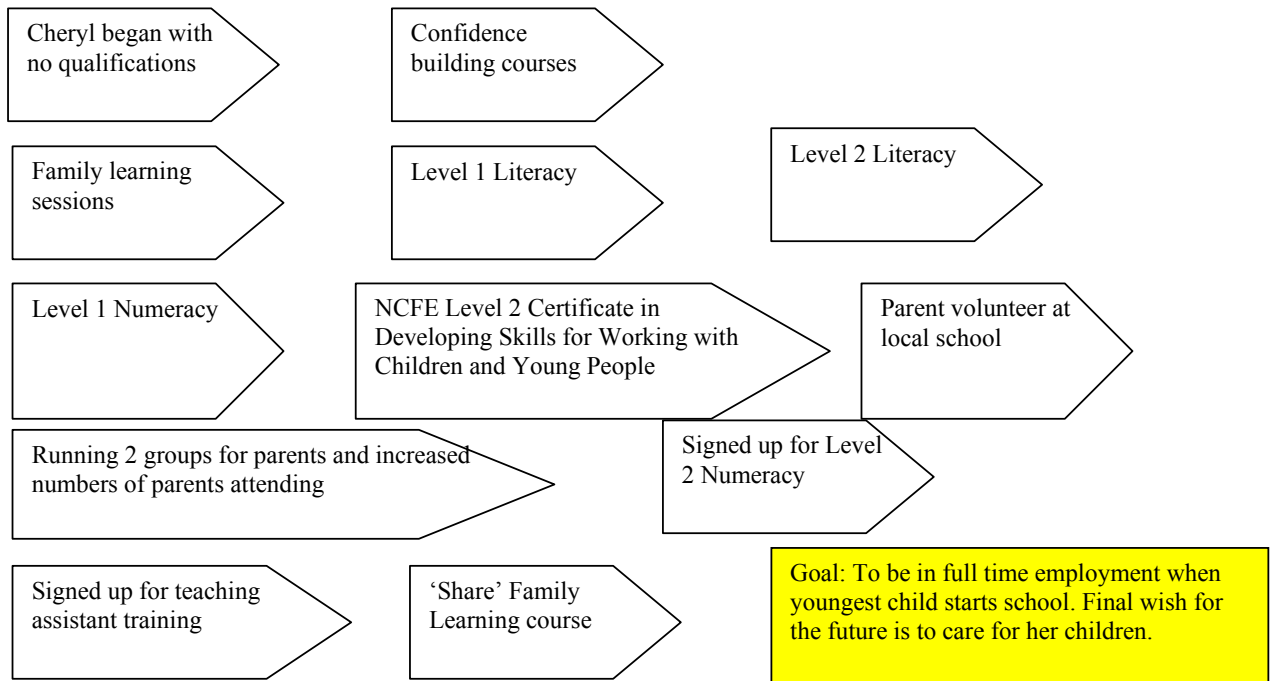 Cheryl began with
no qualifications
Confidence
building courses
Family learning
sessions
Level 1 Literacy
Level 2 Literacy
Level 1 Numeracy
NCFE Level 2 Certificate in
Developing Skills for Working with
Children and Young People
Parent volunteer at
local school
Running 2 groups for parents and increased
numbers of parents attending
Signed up for Level
2 Numeracy
Signed up for teaching
assistant training
‘Share’ Family
Learning course
Goal: To be in full time employment when
youngest child starts school. Final wish for
the future is to care for her children.